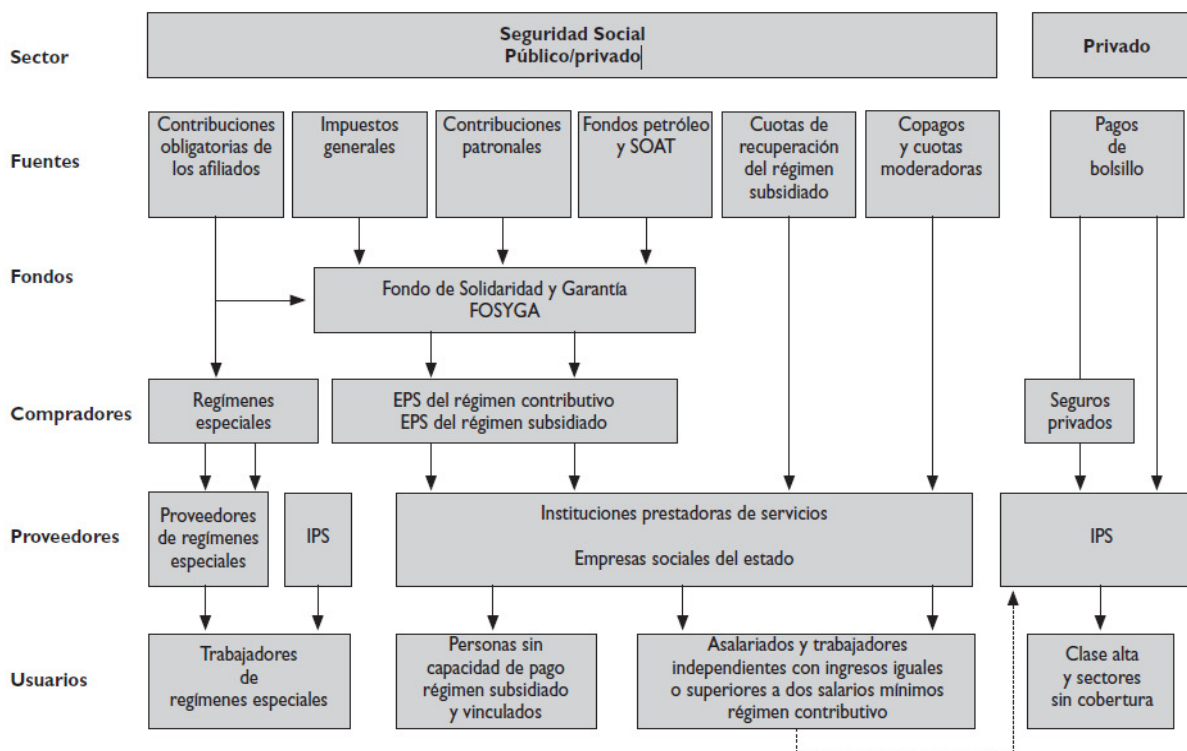 Sector
Seguridad Social
Público/privado
Privado
Fuentes
Contribuciones
obligatorias de
los afiliados
Impuestos
generales
Contribuciones
patronales
Fondos petróleo
y SOAT
Cuotas de
recuperación
del régimen
subsidiado
Copagos
y cuotas
moderadoras
Pagos
de
bolsillo
Fondos
Fondo de Solidaridad y Garantía
FOSYGA
Compradores
Regímenes
especiales
EPS del régimen contributivo
EPS del régimen subsidiado
Seguros
privados
Proveedores
Proveedores
de regímenes
especiales
IPS
Instituciones prestadoras de servicios
Empresas sociales del estado
IPS
Usuarios
Trabajadores
de
regímenes especiales
Personas sin
capacidad de pago
régimen subsidiado
y vinculados
Asalariados y trabajadores
independientes con ingresos iguales
o superiores a dos salarios mínimos
régimen contributivo
Clase alta
y sectores
sin cobertura